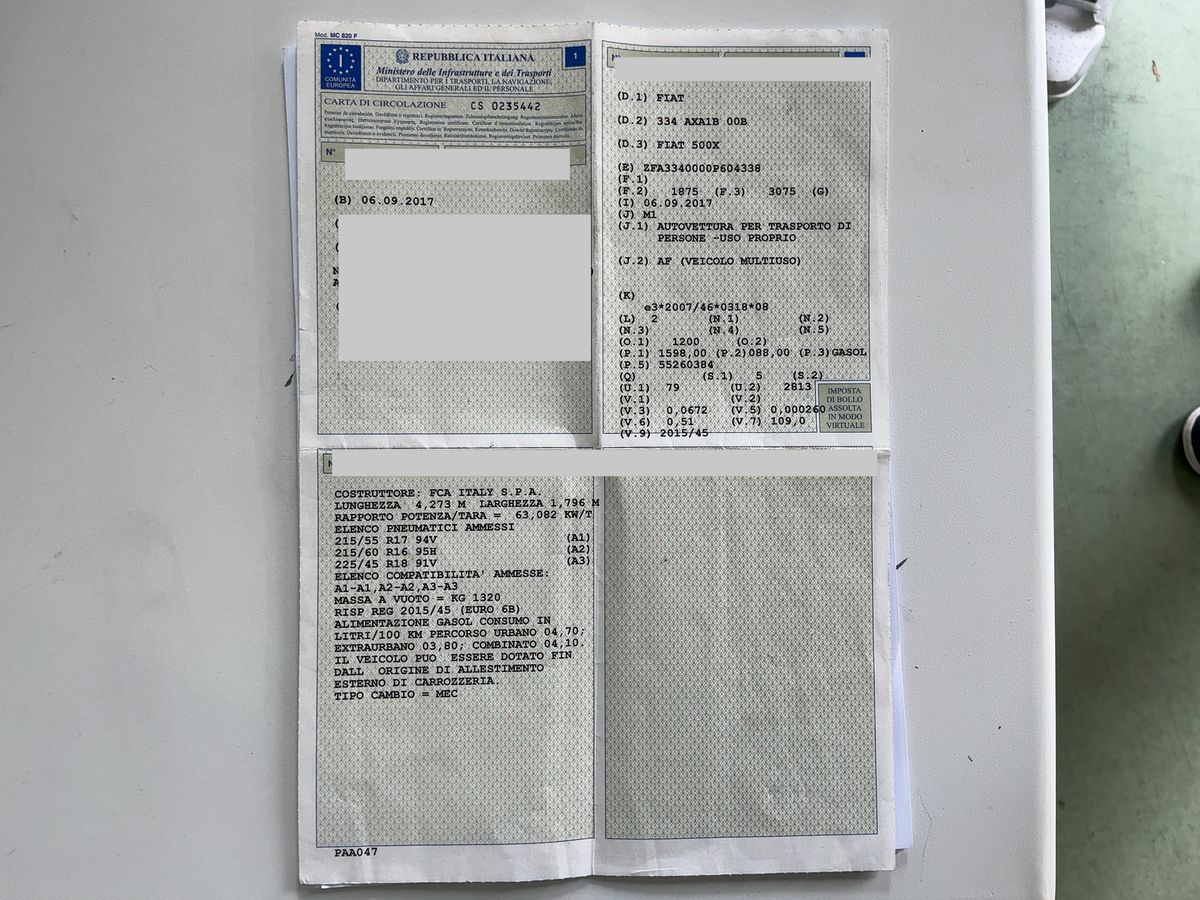 Mod. MC 820 F
I
COMUNITÀ
EUROPEA
REPUBBLICA ITALIANA
1
Ministero delle Infrastrutture e dei Trasporti
DIPARTIMENTO PER I TRASPORTI, LA NAVIGAZIONE,
GLI AFFARI GENERALI ED IL PERSONALE
CARTA DI CIRCOLAZIONE CS 0235442
N°
(B) 06.09.2017
(D.1) FIAT
(D.2) 334 AXA1B 00B
(D.3) FIAT 500X
(E) ZFA3340000P604338
(F.1)
(F.2) 1875 (F.3) 3075 (G)
(I) 06.09.2017
(J) M1
(J.1) AUTOVETTURA PER TRASPORTO DI
PERSONE -USO PROPRIO
(J.2) AF (VEICOLO MULTIUSO)
(K)
e3*2007/46*0318*08
(L) 2 (N.1) (N.2)
(N.3) (N.4) (N.5)
(O.1) 1200 (O.2)
(P.1) 1598,00 (P.2)088,00 (P.3)GASOL
(P.5) 55260384
(Q) (S.1) 5 (S.2)
(U.1) 79 (U.2) 2813
(V.1) (V.2)
(V.3) 0,0672 (V.5) 0,000260
(V.6) 0,51 (V.7) 109,0
(V.9) 2015/45
IMPOSTA
DI BOLLO
ASSOLTA
IN MODO
VIRTUALE
COSTRUTTORE: FCA ITALY S.P.A.
LUNGHEZZA 4,273 M LARGHEZZA 1,796 M
RAPPORTO POTENZA/TARA = 63,082 KW/T
ELENCO PNEUMATICI AMMESSI
215/55 R17 94V (A1)
215/60 R16 95H (A2)
225/45 R18 91V (A3)
ELENCO COMPATIBILITA' AMMESSE:
A1-A1,A2-A2,A3-A3
MASSA A VUOTO = KG 1320
RISP REG 2015/45 (EURO 6B)
ALIMENTAZIONE GASOL CONSUMO IN
LITRI/100 KM PERCORSO URBANO 04,70;
EXTRAURBANO 03,80; COMBINATO 04,10.
IL VEICOLO PUO ESSERE DOTATO FIN
DALL ORIGINE DI ALLESTIMENTO
ESTERNO DI CARROZZERIA.
TIPO CAMBIO = MEC
PAA047